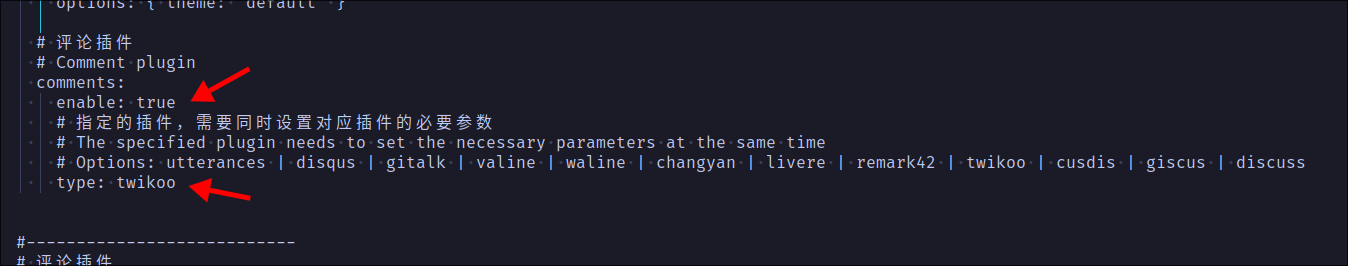 options: { theme: 'default' }
# 评论插件
# Comment plugin
comments:
enable: true
# 指定的插件，需要同时设置对应插件的必要参数
# The specified plugin needs to set the necessary parameters at the same time
# Options: utterances | disqus | gitalk | valine | waline | changyan | livere | remark42 | twikoo | cusdis | giscus | discuss
type: twikoo
#---------------------------
# 评论插件